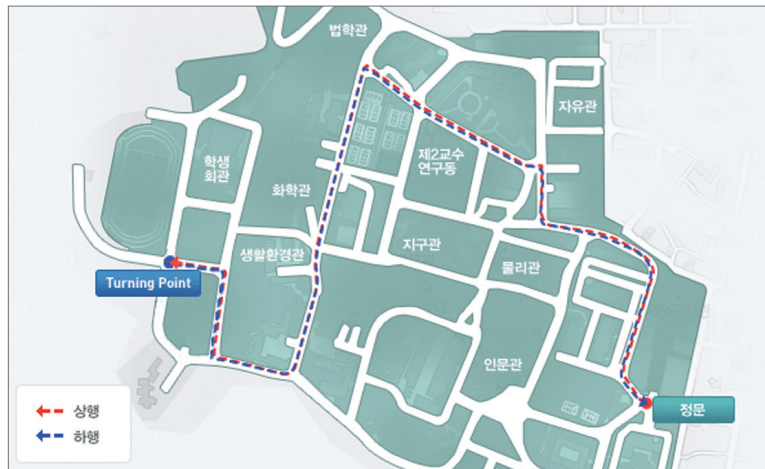 법학관
자유관
제2교수
연구동
학생
회관
화학관
지구관
생활환경관
물리관
Turning Point
인문관
정문
상행
하행